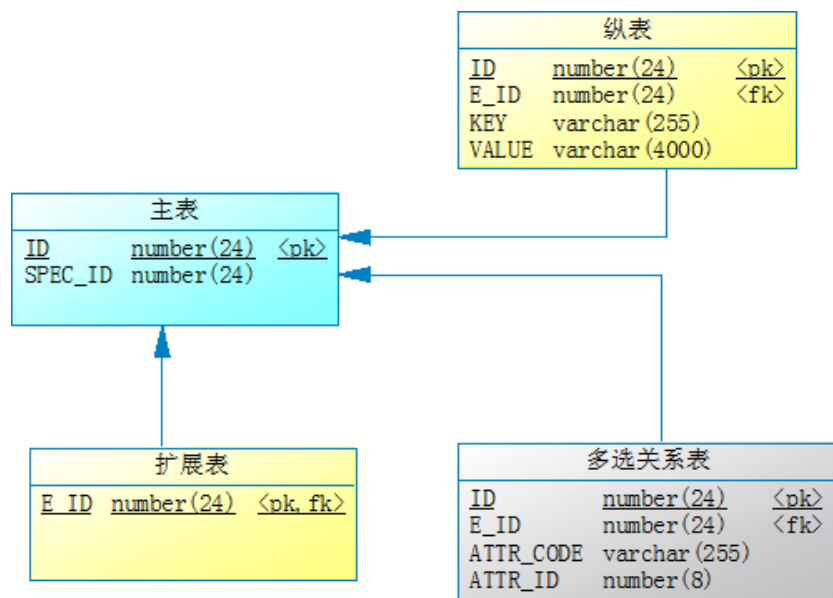 纵表
ID number(24) <pk>
E_ID number(24) <fk>
KEY varchar(255)
VALUE varchar(4000)
主表
ID number(24) <pk>
SPEC_ID number(24)
扩展表
E_ID number(24) <pk,fk>
多选关系表
ID number(24) <pk>
E_ID number(24) <fk>
ATTR_CODE varchar(255)
ATTR_ID number(8)